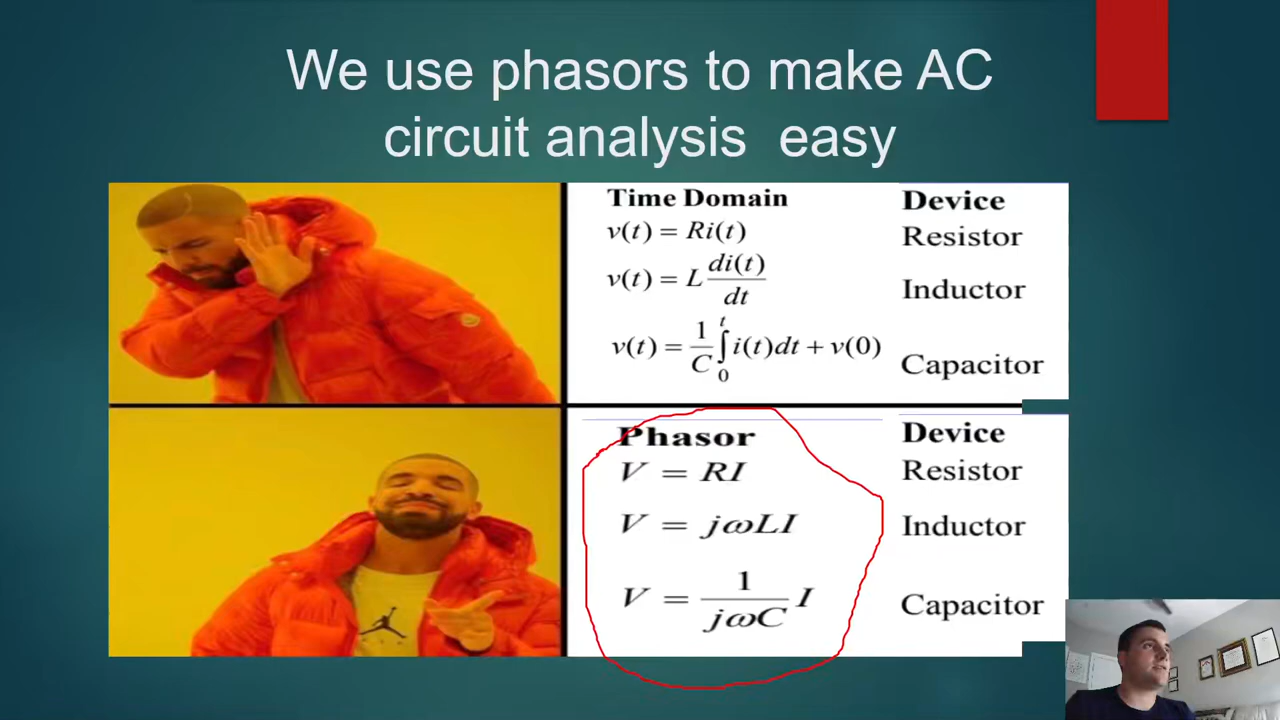 We use phasors to make AC
circuit analysis easy
Time Domain Device
v(t) = Ri(t) Resistor
v(t) = L di(t)/dt Inductor
v(t) = 1/C ∫₀ᵗ i(t)dt + v(0) Capacitor
Phasor Device
V = RI Resistor
V = jωLI Inductor
V = 1/jωC I Capacitor